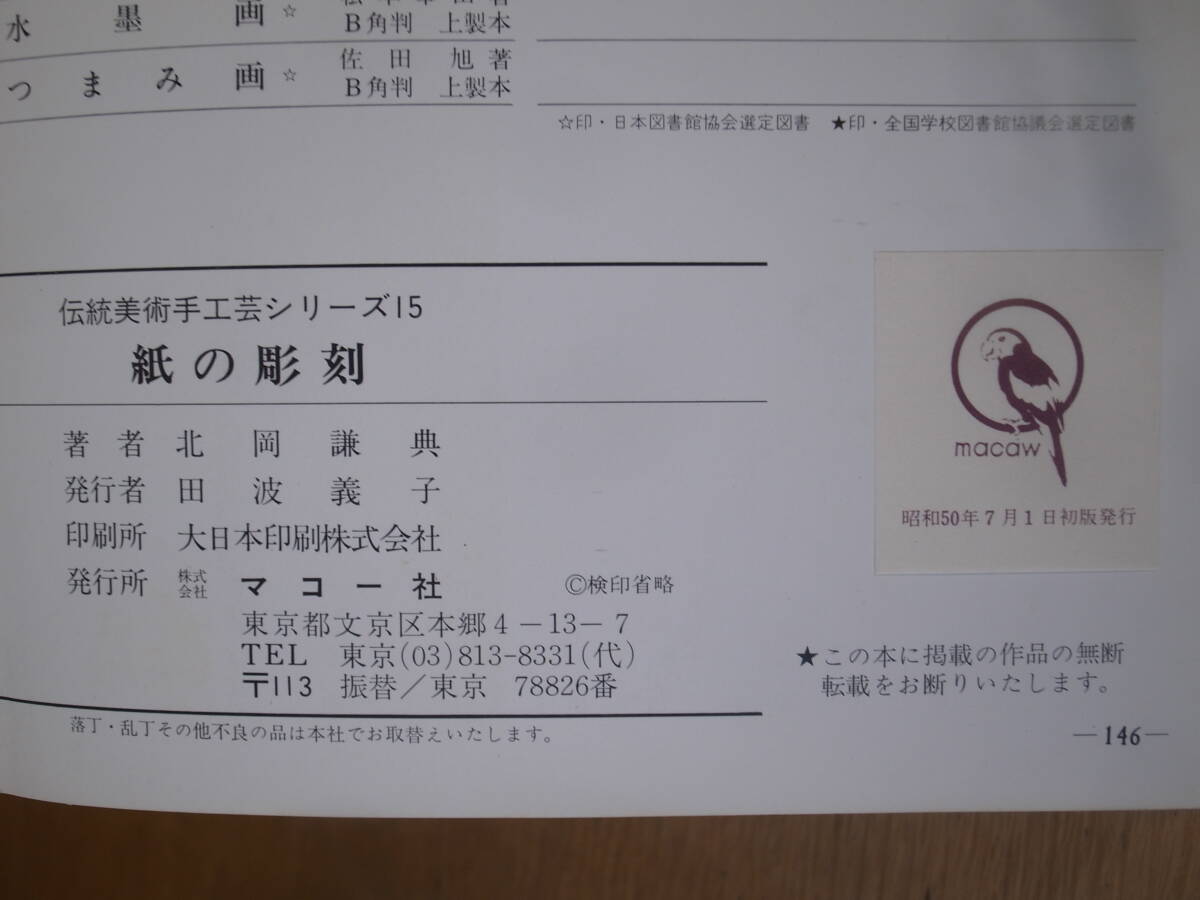 水墨画☆
B角判 上製本
つまみ画☆ 佐田 旭著
B角判 上製本
☆印・日本図書館協会選定図書 ★印・全国学校図書館協議会選定図書
伝統美術手工芸シリーズ15
紙の彫刻
著者 北岡謙典
発行者 田波義子
印刷所 大日本印刷株式会社
発行所 株式会社 マコー社 ©検印省略
東京都文京区本郷4-13-7
TEL 東京(03)813-8331(代)
〒113 振替/東京 78826番
落丁・乱丁その他不良の品は本社でお取替えいたします。
macaw
昭和50年7月1日初版発行
★この本に掲載の作品の無断
転載をお断りいたします。
—146—